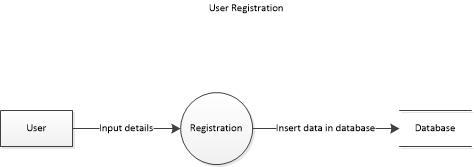 User Registration
User
Input details
Registration
Insert data in database
Database